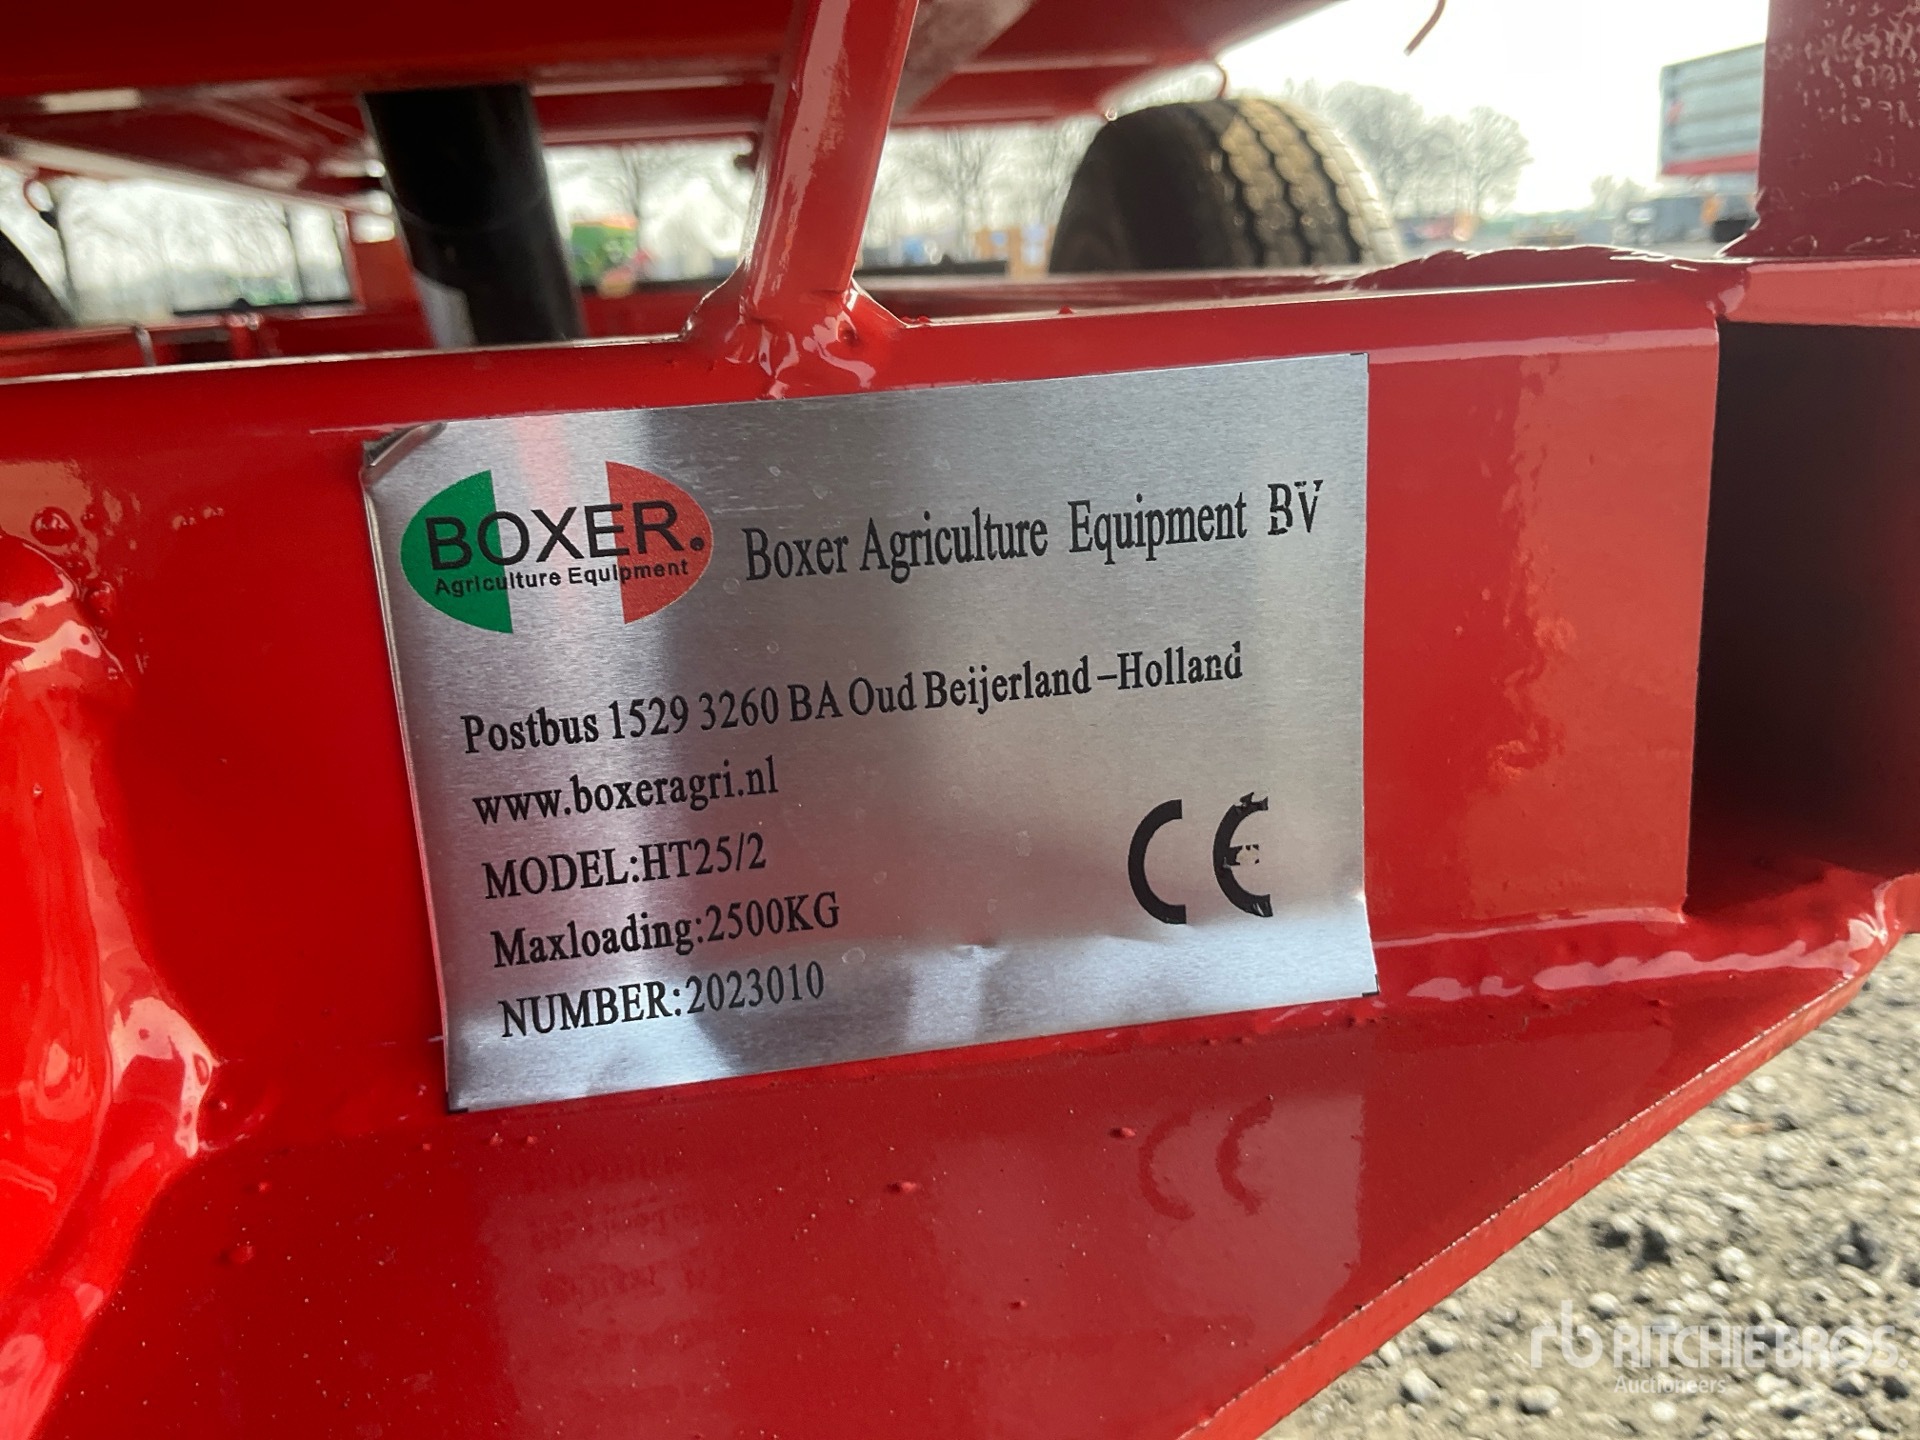 BOXER.
Agriculture Equipment
Boxer Agriculture Equipment BV
Postbus 1529 3260 BA Oud Beijerland-Holland
www.boxeragri.nl
MODEL:HT25/2
Maxloading:2500KG
NUMBER:2023010
CE
rb RITCHIE BROS.
Auctioneers